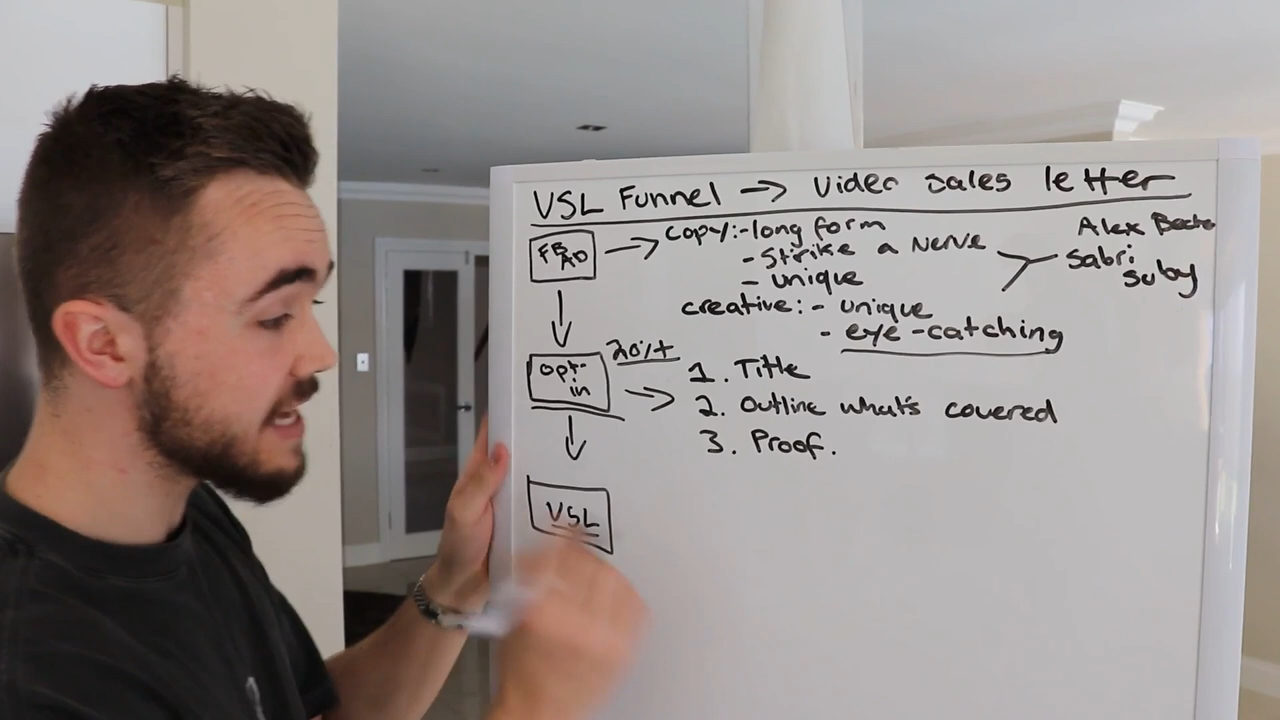 VSL Funnel → Video Sales letter
FB AD → copy: - long form
- Strike a Nerve
- unique
Alex
Sabri
Suby
creative: - unique
- eye-catching
opt-in 20%+ → 1. Title
2. Outline what's covered
3. Proof.
VSL